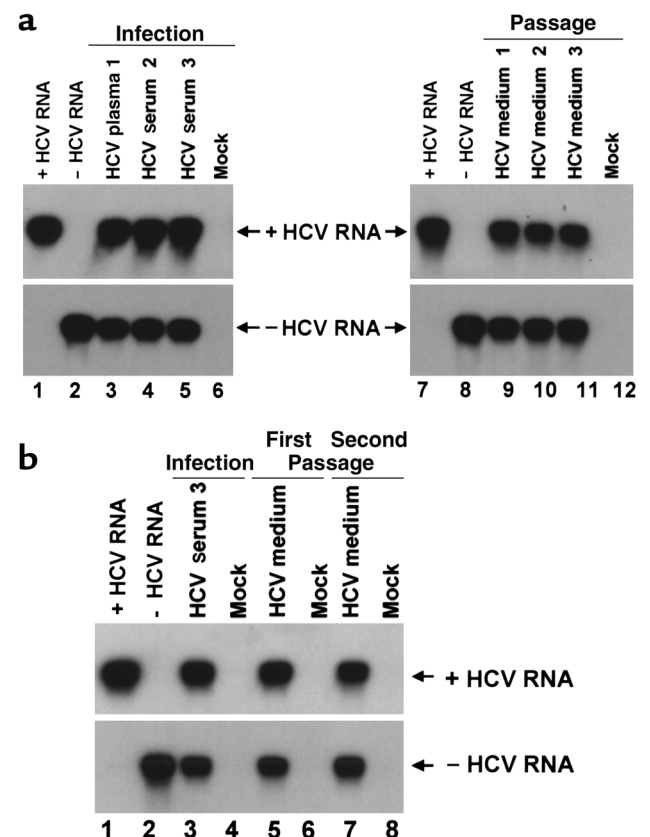 a
Infection
+ HCV RNA
– HCV RNA
HCV plasma 1
HCV serum 2
HCV serum 3
Mock
Passage
+ HCV RNA
– HCV RNA
HCV medium 1
HCV medium 2
HCV medium 3
Mock
+ HCV RNA
– HCV RNA
1 2 3 4 5 6
7 8 9 10 11 12
b
Infection
First Second
Passage
+ HCV RNA
- HCV RNA
HCV serum 3
Mock
HCV medium
Mock
HCV medium
Mock
+ HCV RNA
– HCV RNA
1 2 3 4 5 6 7 8